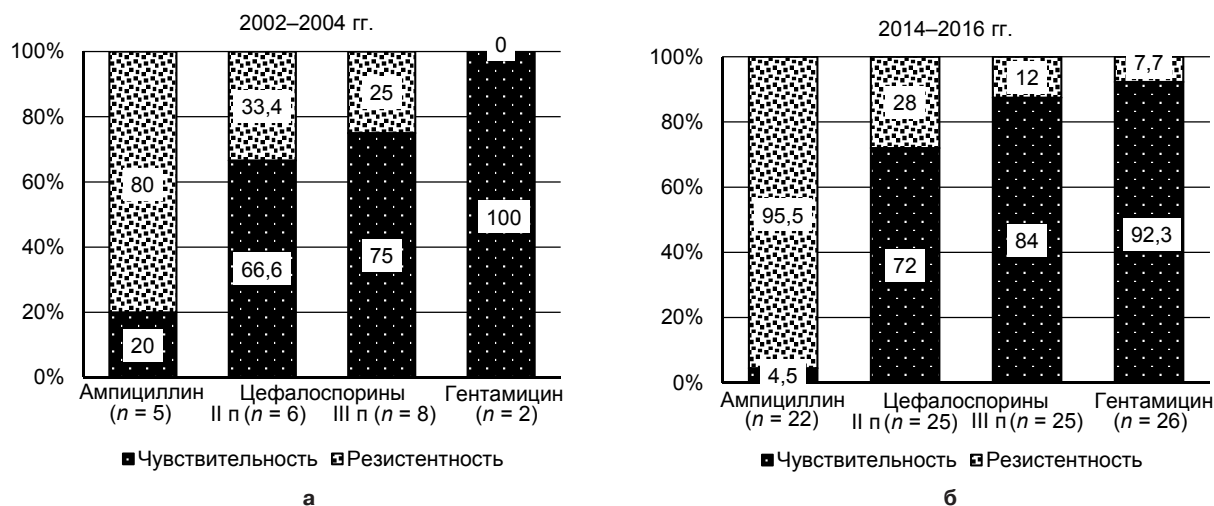 2002–2004 гг.
100%
80%
60%
40%
20%
0%
80
20
33,4
66,6
25
75
0
100
Ампициллин
(n = 5)
Цефалоспорины
II п (n = 6) III п (n = 8)
Гентамицин
(n = 2)
Чувствительность Резистентность
а
2014–2016 гг.
100%
80%
60%
40%
20%
0%
95,5
4,5
28
72
12
84
7,7
92,3
Ампициллин
(n = 22)
Цефалоспорины
II п (n = 25) III п (n = 25)
Гентамицин
(n = 26)
Чувствительность Резистентность
б